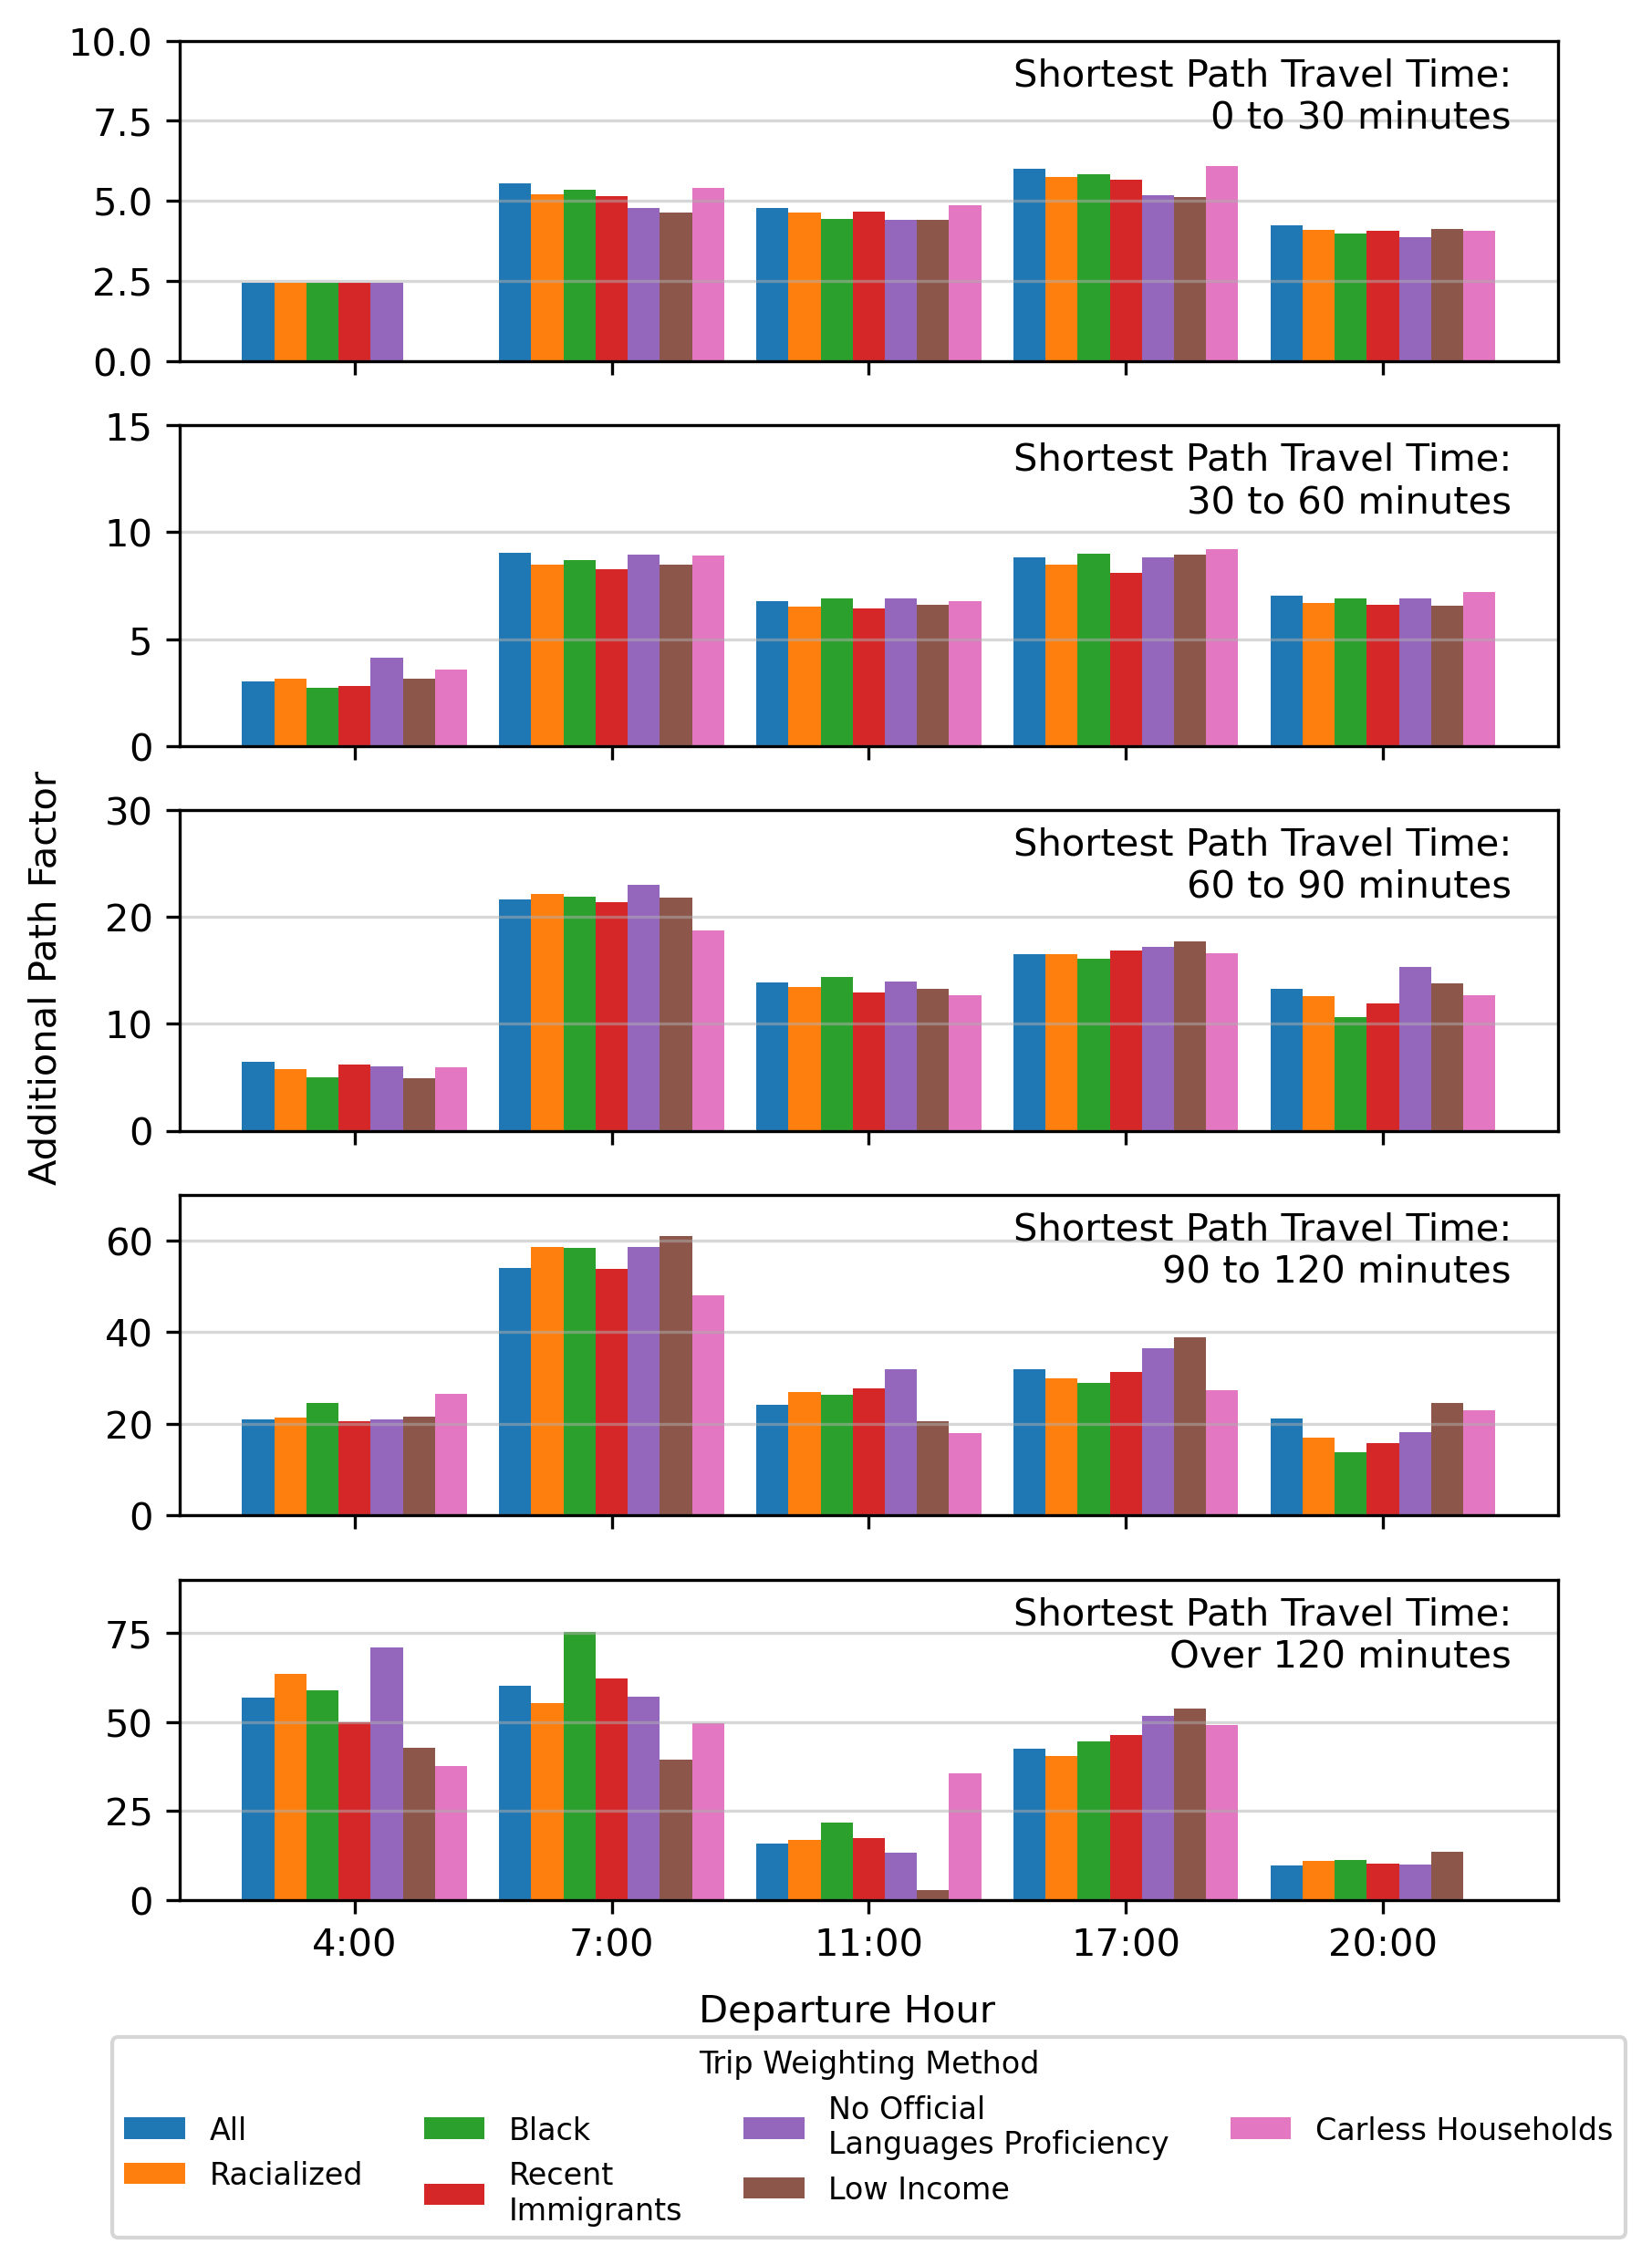 10.0
7.5
5.0
2.5
0.0
Shortest Path Travel Time:
0 to 30 minutes
15
10
5
0
Shortest Path Travel Time:
30 to 60 minutes
30
20
10
0
Shortest Path Travel Time:
60 to 90 minutes
Additional Path Factor
60
40
20
0
Shortest Path Travel Time:
90 to 120 minutes
75
50
25
0
Shortest Path Travel Time:
Over 120 minutes
4:00 7:00 11:00 17:00 20:00
Departure Hour
Trip Weighting Method
All
Racialized
Black
Recent
Immigrants
No Official
Languages Proficiency
Low Income
Carless Households